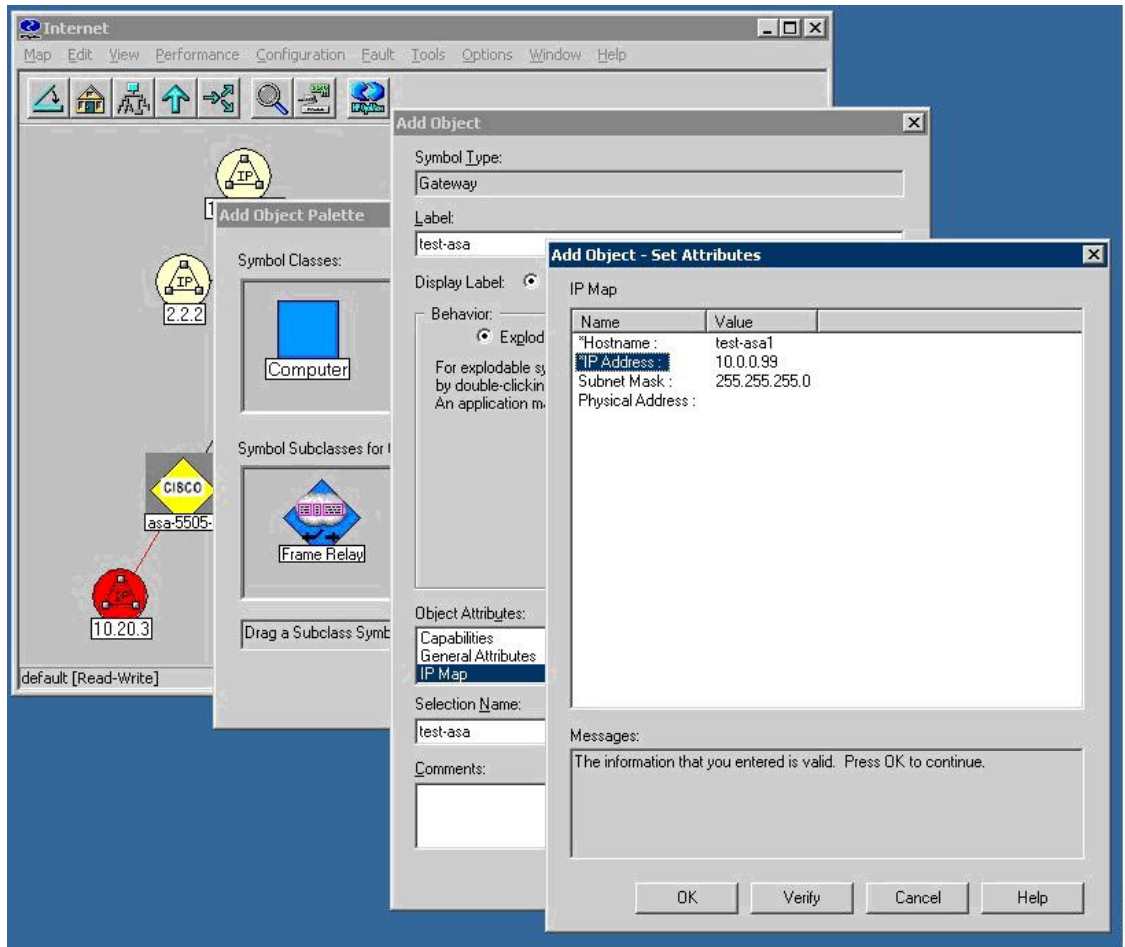 Internet
Map Edit View Performance Configuration Fault Tools Options Window Help
IP
IP
2.2.2
CISCO
asa-5505-
IP
10.20.3
default [Read-Write]
Add Object Palette
Symbol Classes:
Computer
Symbol Subclasses for
Frame Relay
Drag a Subclass Symb
Add Object
Symbol Type:
Gateway
Label:
test-asa
Display Label:
Behavior:
Explod
For explodable sy
by double-clickin
An application m
Object Attributes:
Capabilities
General Attributes
IP Map
Selection Name:
test-asa
Comments:
Add Object - Set Attributes
IP Map
Name Value
*Hostname : test-asa1
*IP Address : 10.0.0.99
Subnet Mask : 255.255.255.0
Physical Address :
Messages:
The information that you entered is valid. Press OK to continue.
OK Verify Cancel Help